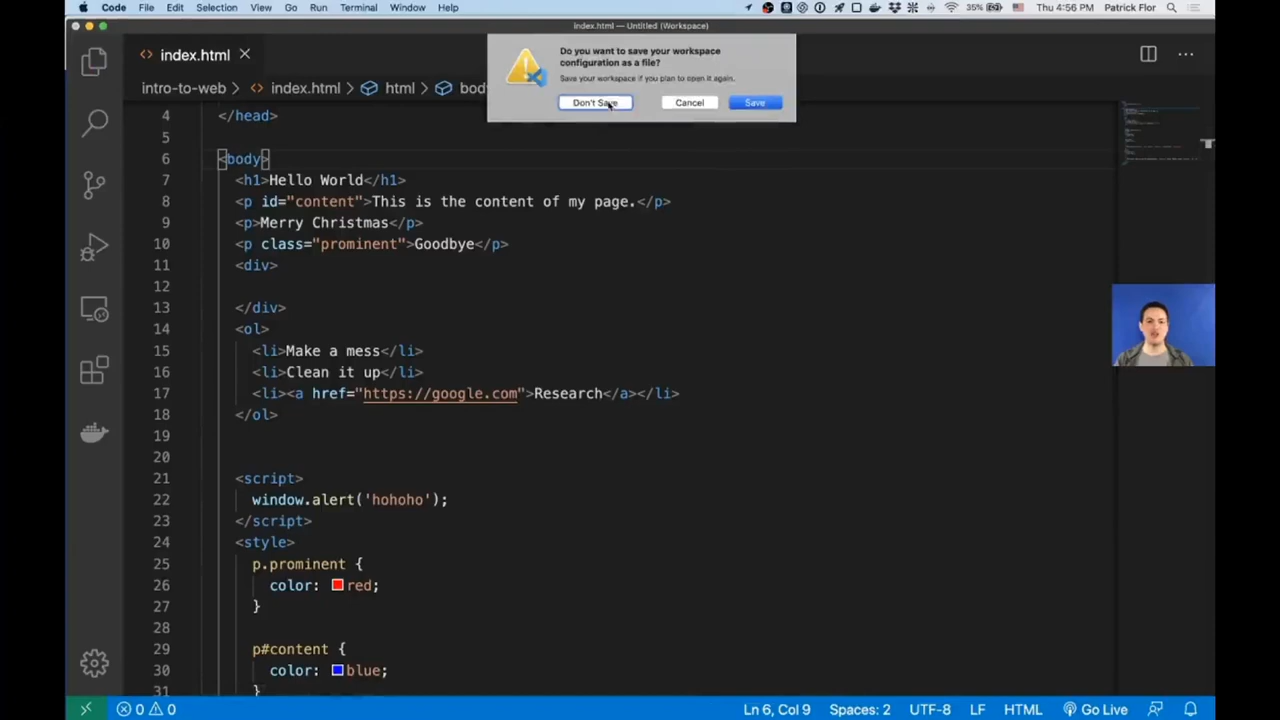 Code File Edit Selection View Go Run Terminal Window Help 35% Thu 4:56 PM Patrick Flor
index.html — Untitled (Workspace)
index.html
Do you want to save your workspace
configuration as a file?
Save your workspace if you plan to open it again.
Don't Save Cancel Save
intro-to-web > index.html > html > body
4 </head>
5
6 <body>
7 <h1>Hello World</h1>
8 <p id="content">This is the content of my page.</p>
9 <p>Merry Christmas</p>
10 <p class="prominent">Goodbye</p>
11 <div>
12
13 </div>
14 <ol>
15 <li>Make a mess</li>
16 <li>Clean it up</li>
17 <li><a href="https://google.com">Research</a></li>
18 </ol>
19
20
21 <script>
22 window.alert('hohoho');
23 </script>
24 <style>
25 p.prominent {
26 color: red;
27 }
28
29 p#content {
30 color: blue;
31 }
0 0 Ln 6, Col 9 Spaces: 2 UTF-8 LF HTML Go Live